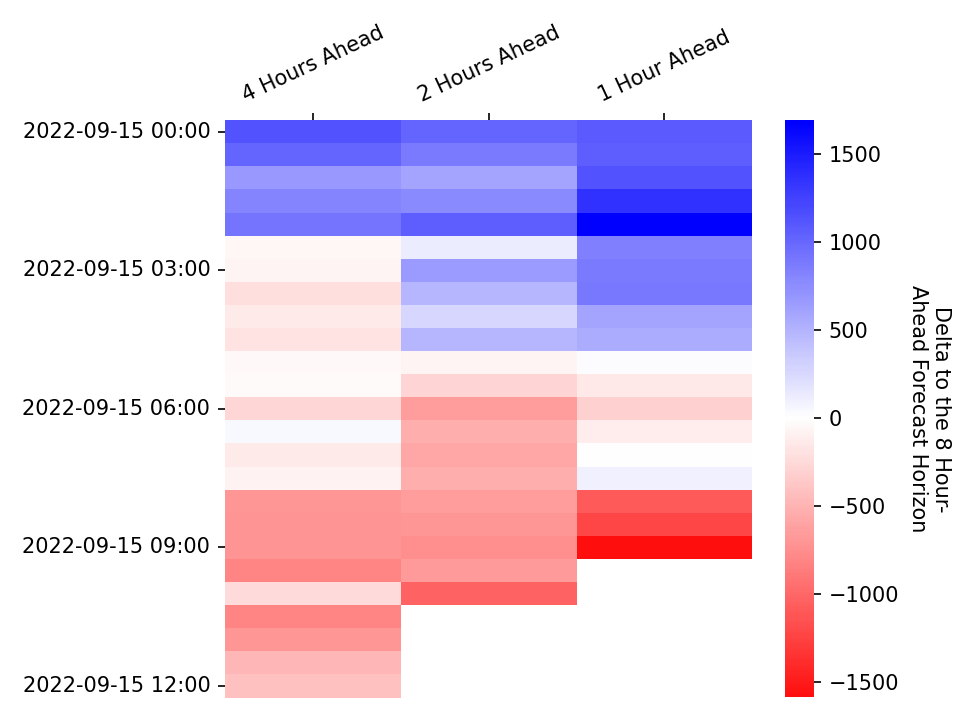 4 Hours Ahead
2 Hours Ahead
1 Hour Ahead
2022-09-15 00:00
2022-09-15 03:00
2022-09-15 06:00
2022-09-15 09:00
2022-09-15 12:00
1500
1000
500
0
−500
−1000
−1500
Delta to the 8 Hour-
Ahead Forecast Horizon